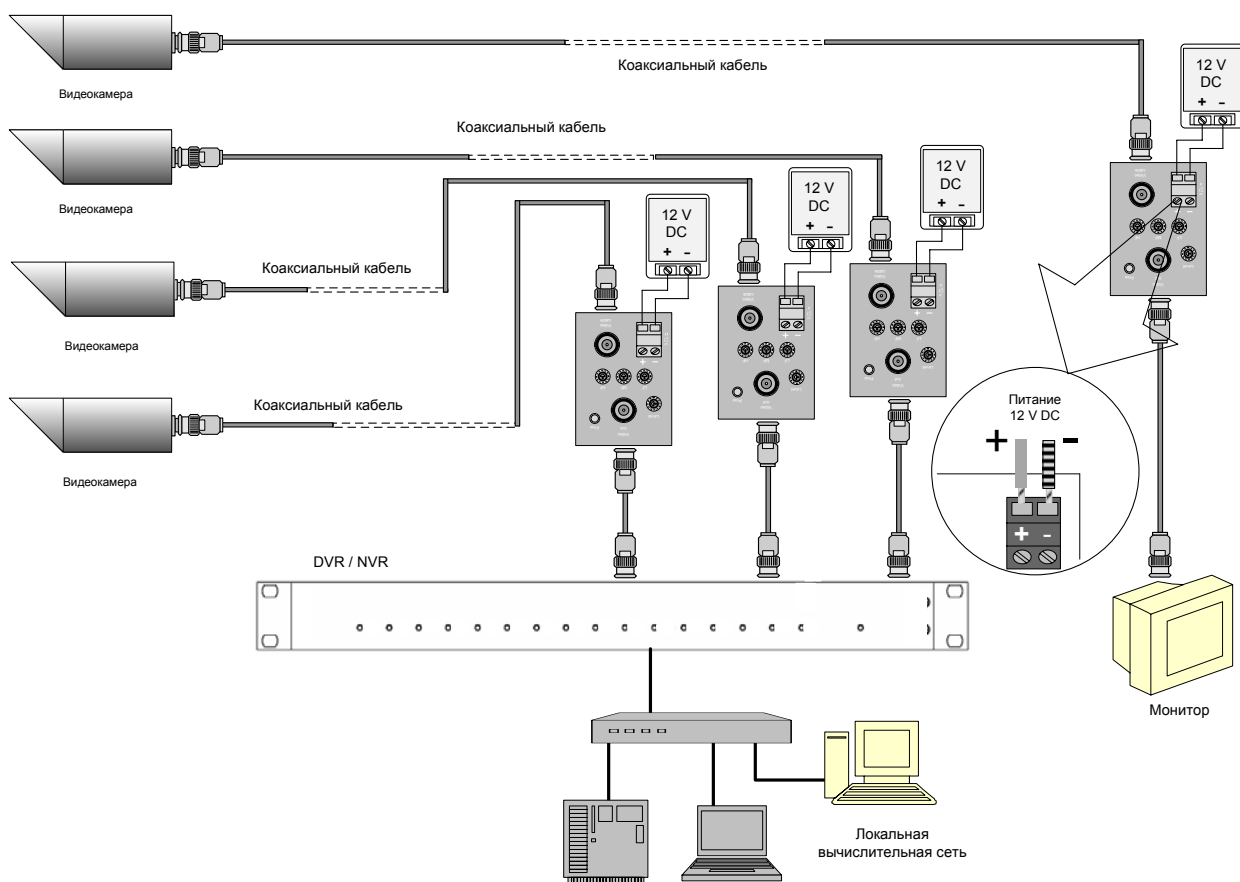 Коаксиальный кабель
12 V
DC
+ -
Видеокамера
Коаксиальный кабель
12 V
DC
+ -
Видеокамера
12 V
DC
+ -
12 V
DC
+ -
Коаксиальный кабель
Видеокамера
Коаксиальный кабель
Видеокамера
+ -
+ -
+ -
+ -
Питание
12 V DC
+ -
+ -
DVR / NVR
Монитор
Локальная
вычислительная сеть